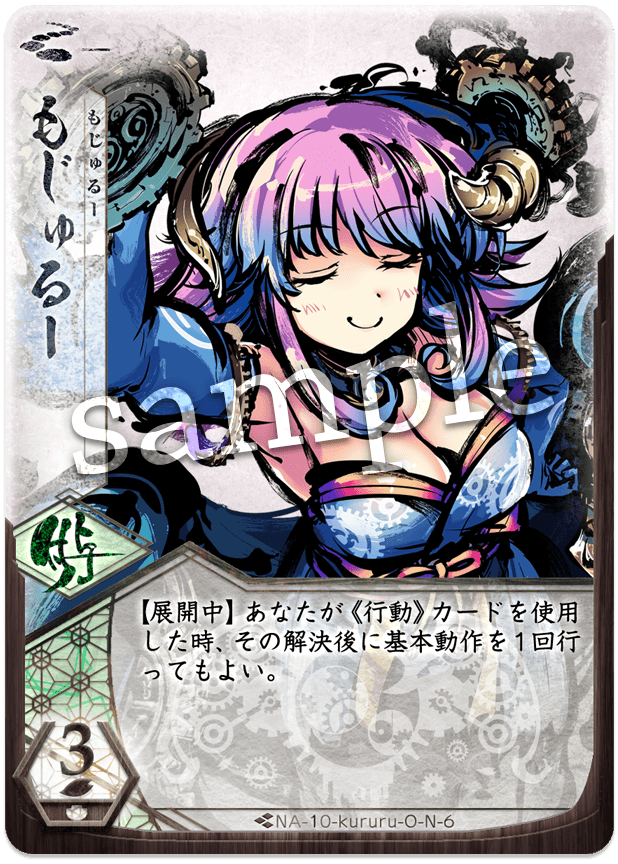 もじゅるー
もじゅるー
sample
【展開中】あなたが《行動》カードを使用
した時、その解決後に基本動作を1回行
ってもよい。
3
NA-10-kururu-O-N-6